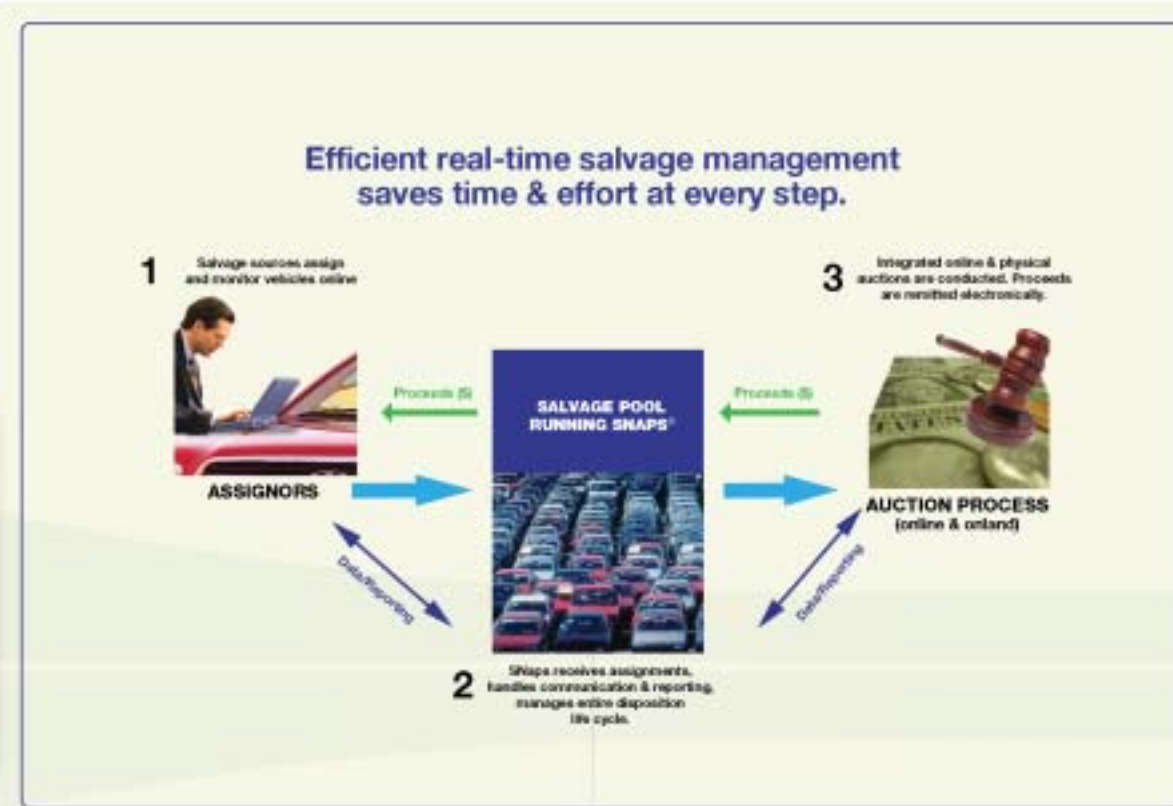 Efficient real-time salvage management
saves time & effort at every step.
1
Salvage sources assign
and monitor vehicles online
ASSIGNORS
Proceeds ($)
Data/Reporting
SALVAGE POOL
RUNNING SNAPS®
2
SNaps receives assignments,
handles communication & reporting,
manages entire disposition
life cycle.
Proceeds ($)
Data/Reporting
3
Integrated online & physical
auctions are conducted. Proceeds
are remitted electronically.
AUCTION PROCESS
(online & onland)